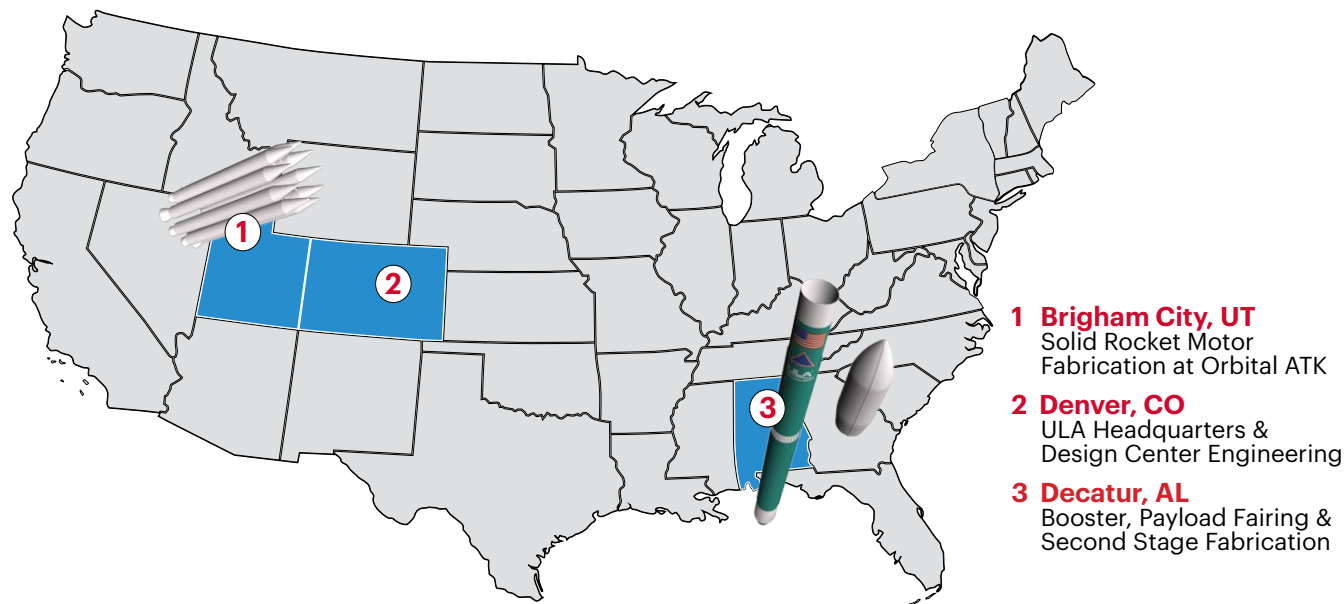 1
2
3
ULA
1 Brigham City, UT
Solid Rocket Motor
Fabrication at Orbital ATK
2 Denver, CO
ULA Headquarters &
Design Center Engineering
3 Decatur, AL
Booster, Payload Fairing &
Second Stage Fabrication